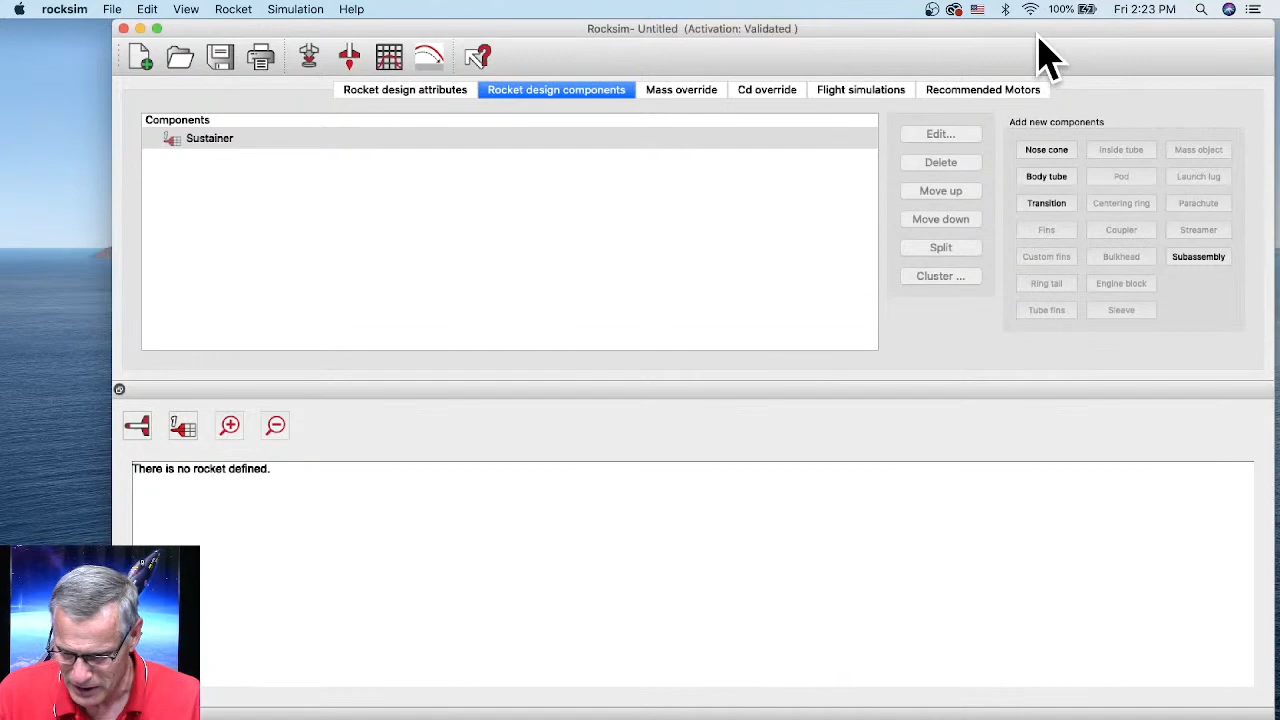 rocksim File Edit View Rocket Simulation Help 100% Fri 2:23 PM
Rocksim- Untitled (Activation: Validated )
Rocket design attributes Rocket design components Mass override Cd override Flight simulations Recommended Motors
Components
Sustainer
Edit...
Delete
Move up
Move down
Split
Cluster ...
Add new components
Nose cone Inside tube Mass object
Body tube Pod Launch lug
Transition Centering ring Parachute
Fins Coupler Streamer
Custom fins Bulkhead Subassembly
Ring tail Engine block
Tube fins Sleeve
There is no rocket defined.